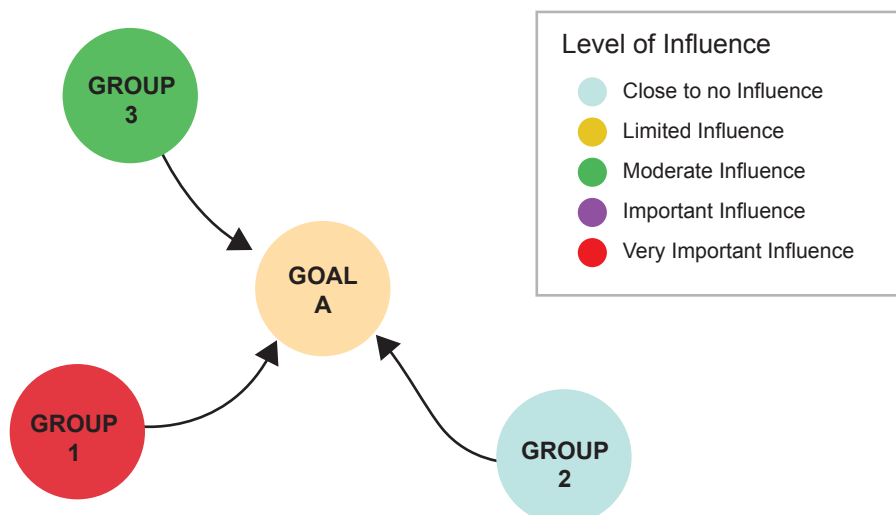 GROUP
3
GOAL
A
GROUP
1
GROUP
2
Level of Influence
Close to no Influence
Limited Influence
Moderate Influence
Important Influence
Very Important Influence